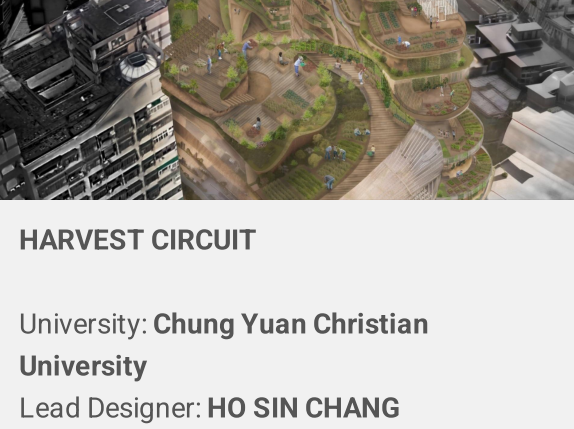 HARVEST CIRCUIT
University: Chung Yuan Christian
University
Lead Designer: HO SIN CHANG